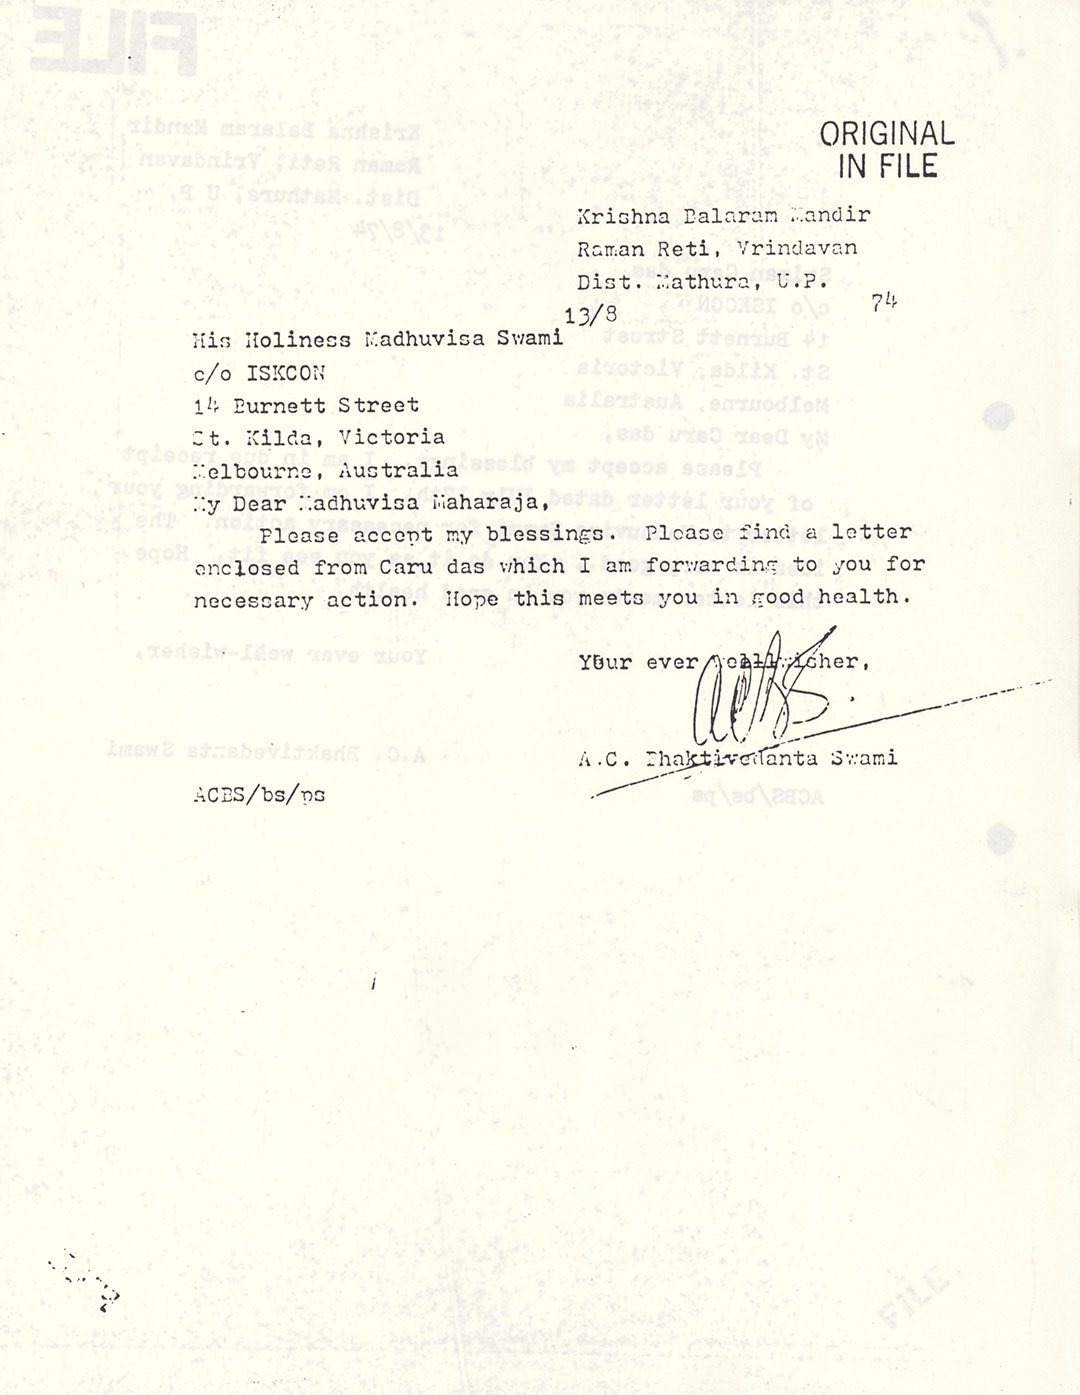 ORIGINAL
IN FILE
Krishna Balaram Mandir
Raman Reti, Vrindavan
Dist. Mathura, U.P.
13/8 74
His Holiness Madhuvisa Swami
c/o ISKCON
14 Burnett Street
St. Kilda, Victoria
Melbourne, Australia
My Dear Madhuvisa Maharaja,
Please accept my blessings. Please find a letter
enclosed from Caru das which I am forwarding to you for
necessary action. Hope this meets you in good health.
Your ever wellwisher,
A.C. Bhaktivedanta Swami
ACBS/bs/ps